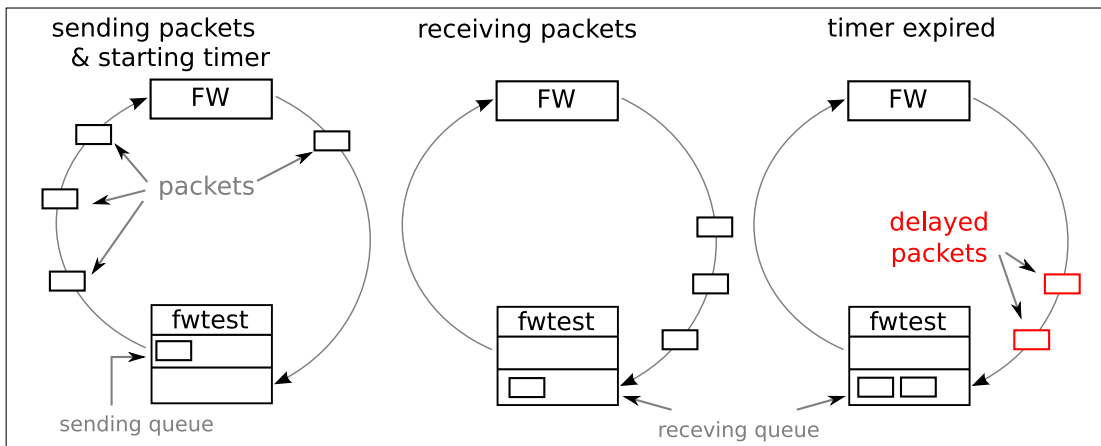 sending packets
& starting timer
receiving packets
timer expired
FW
FW
FW
packets
delayed
packets
fwtest
fwtest
fwtest
sending queue
receving queue